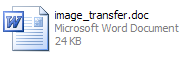 image_transfer.doc
Microsoft Word Document
24 KB